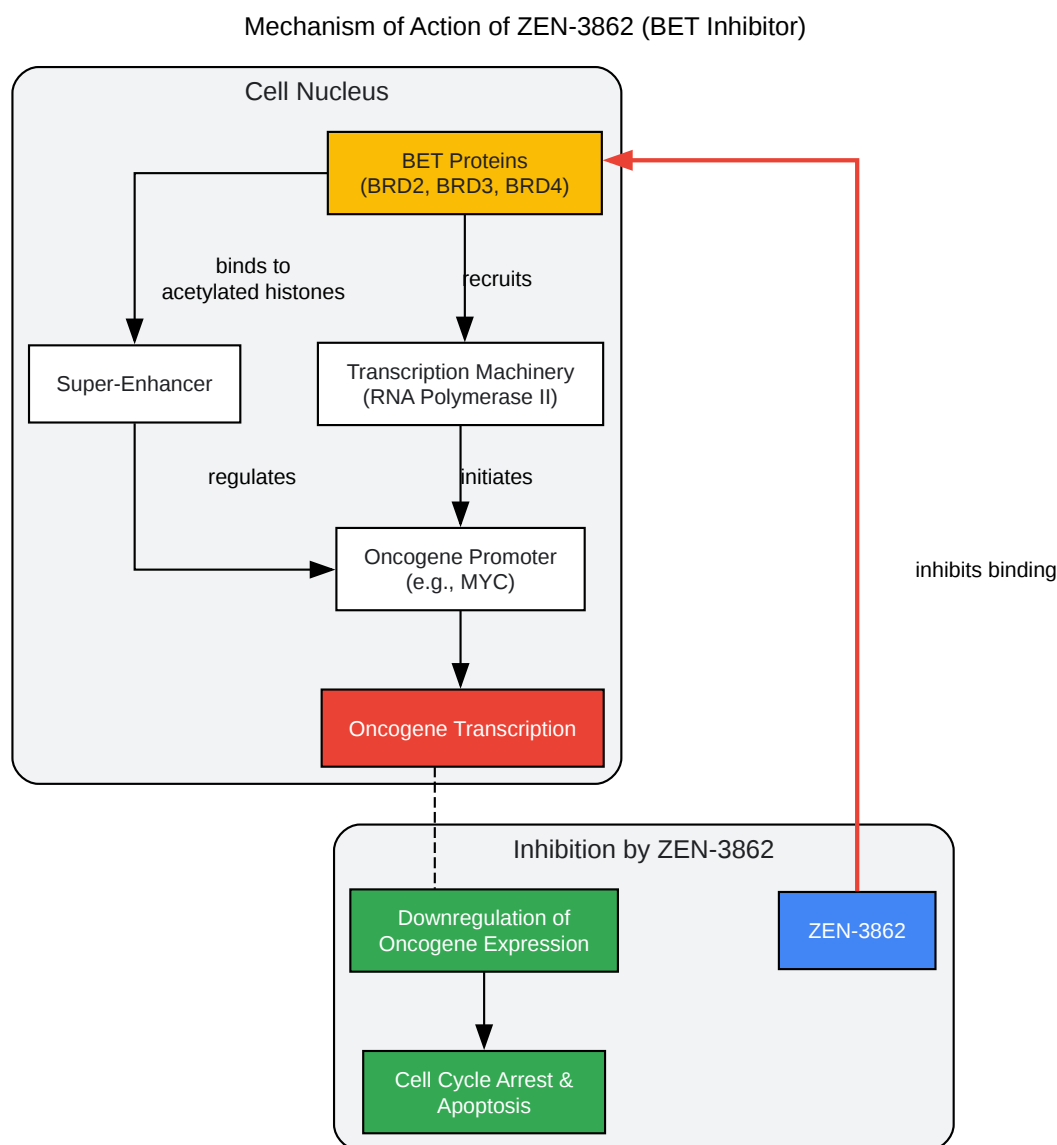 Mechanism of Action of ZEN-3862 (BET Inhibitor)
Cell Nucleus
BET Proteins
(BRD2, BRD3, BRD4)
binds to
acetylated histones
recruits
Super-Enhancer
Transcription Machinery
(RNA Polymerase II)
regulates
initiates
Oncogene Promoter
(e.g., MYC)
inhibits binding
Oncogene Transcription
Inhibition by ZEN-3862
Downregulation of
Oncogene Expression
ZEN-3862
Cell Cycle Arrest &
Apoptosis